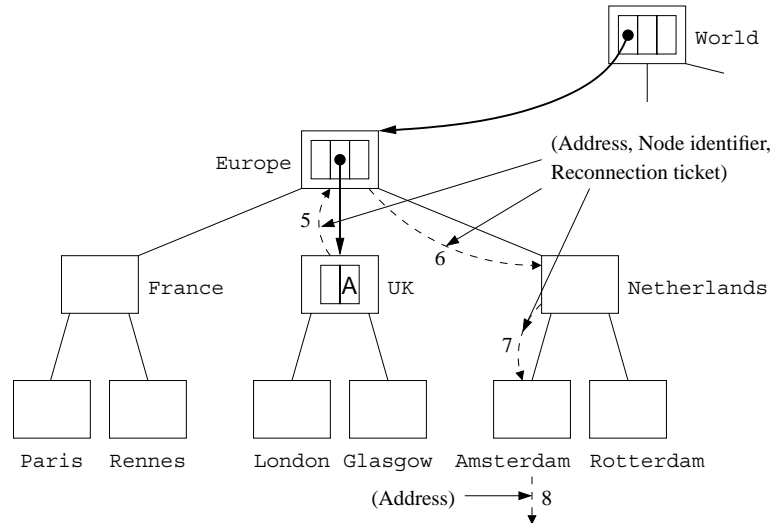 World
(Address, Node identifier,
Reconnection ticket)
Europe
5
6
A
France
UK
Netherlands
7
Paris Rennes London Glasgow Amsterdam Rotterdam
(Address) 8